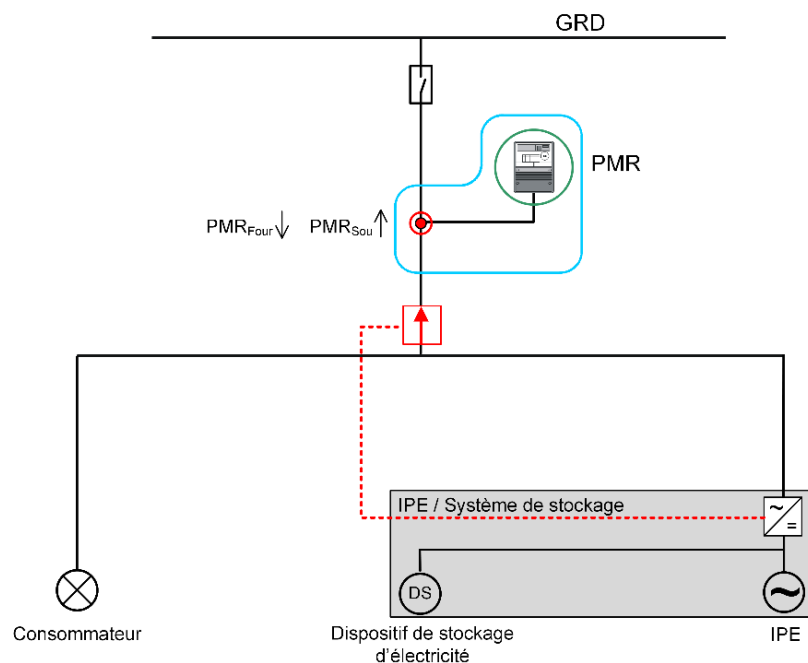 GRD
PMR
PMRFour↓ PMRSou↑
IPE / Système de stockage
~
=
DS
~
Consommateur
Dispositif de stockage
d'électricité
IPE